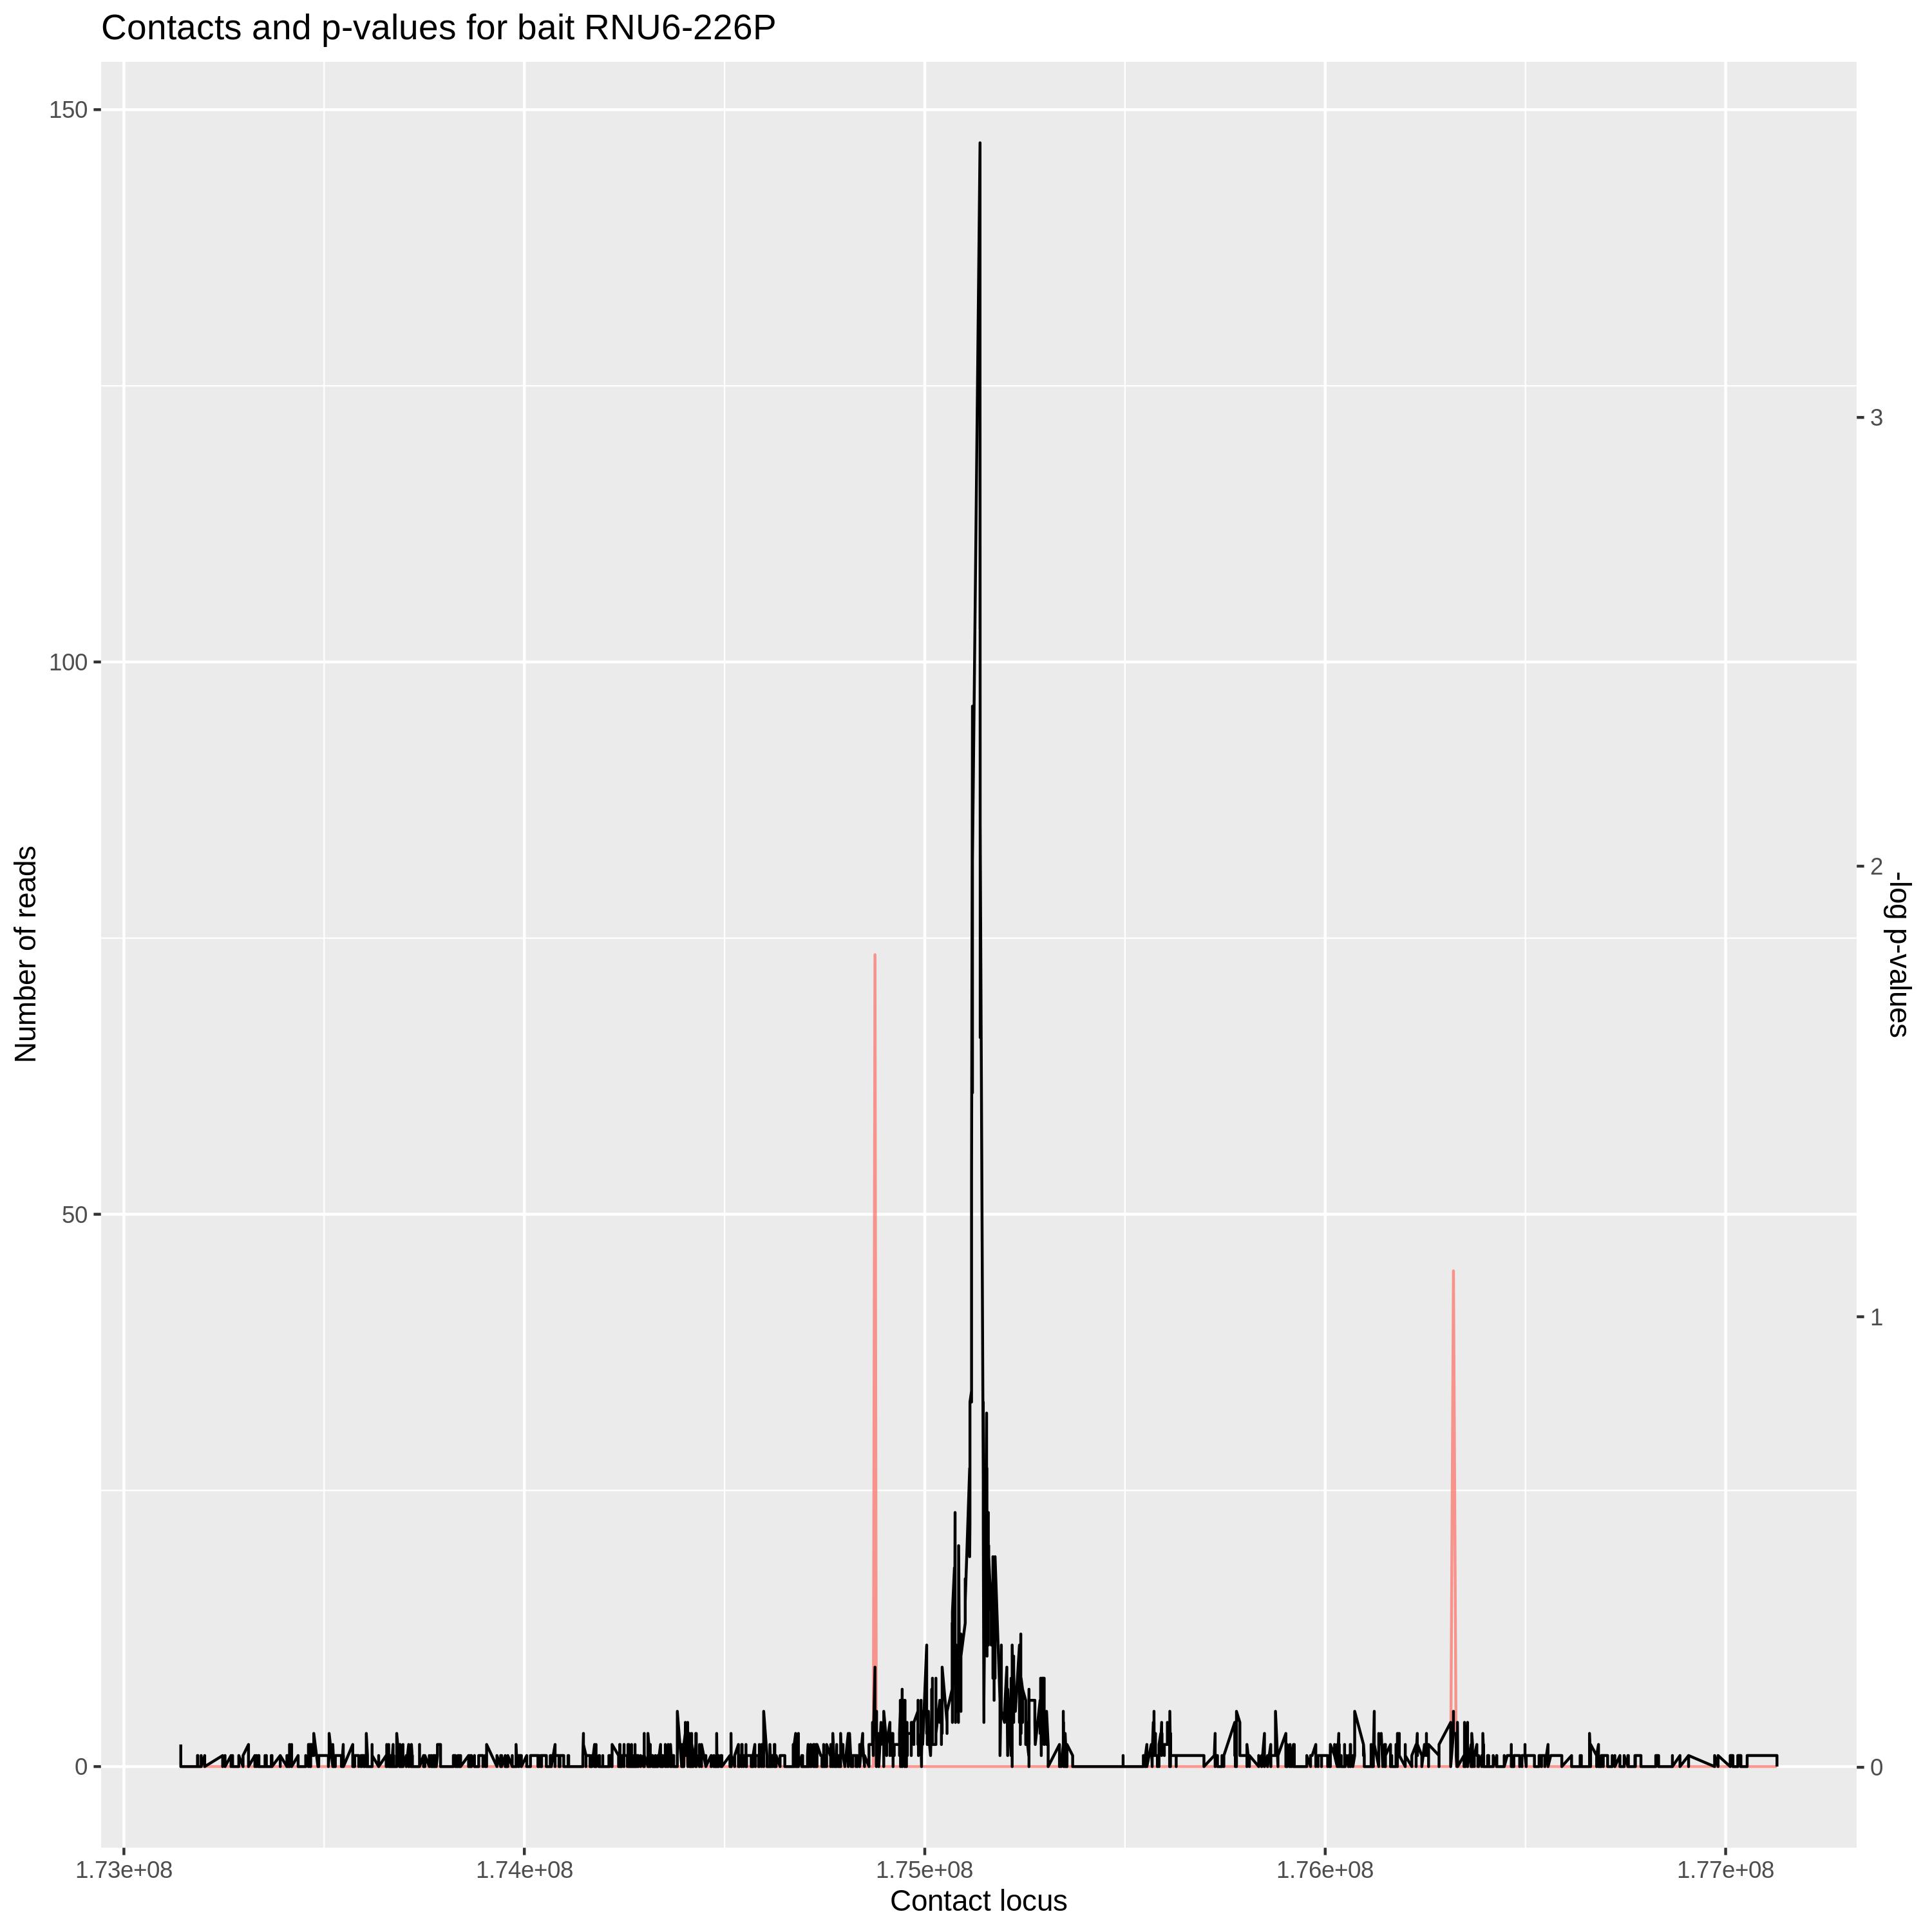 Contacts and p-values for bait RNU6-226P
150
100
50
0
Number of reads
3
2
1
0
-log p-values
1.73e+08
1.74e+08
1.75e+08
1.76e+08
1.77e+08
Contact locus